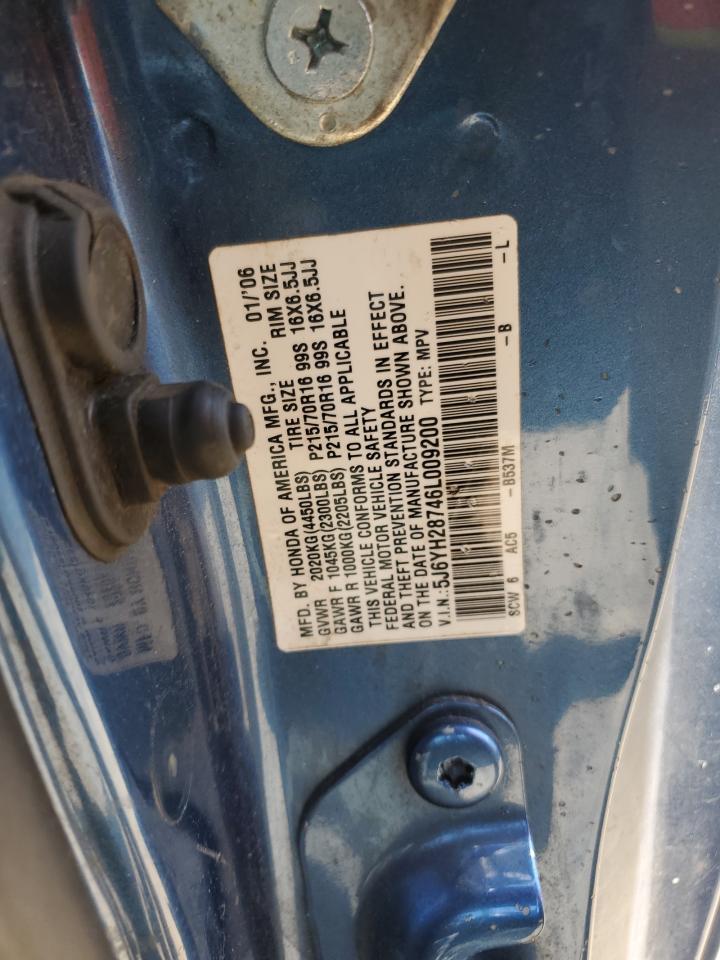 MFD. BY HONDA OF AMERICA MFG., INC. 01/'06
GVWR 2020KG(4450LBS) TIRE SIZE RIM SIZE
GAWR F 1045KG(2300LBS) P215/70R16 99S 16X6.5JJ
GAWR R 1000KG(2205LBS) P215/70R16 99S 16X6.5JJ
THIS VEHICLE CONFORMS TO ALL APPLICABLE
FEDERAL MOTOR VEHICLE SAFETY
AND THEFT PREVENTION STANDARDS IN EFFECT
ON THE DATE OF MANUFACTURE SHOWN ABOVE.
V.I.N.:5J6YH28746L009200 TYPE: MPV
SCW 6 AC5 -B537M -B -L